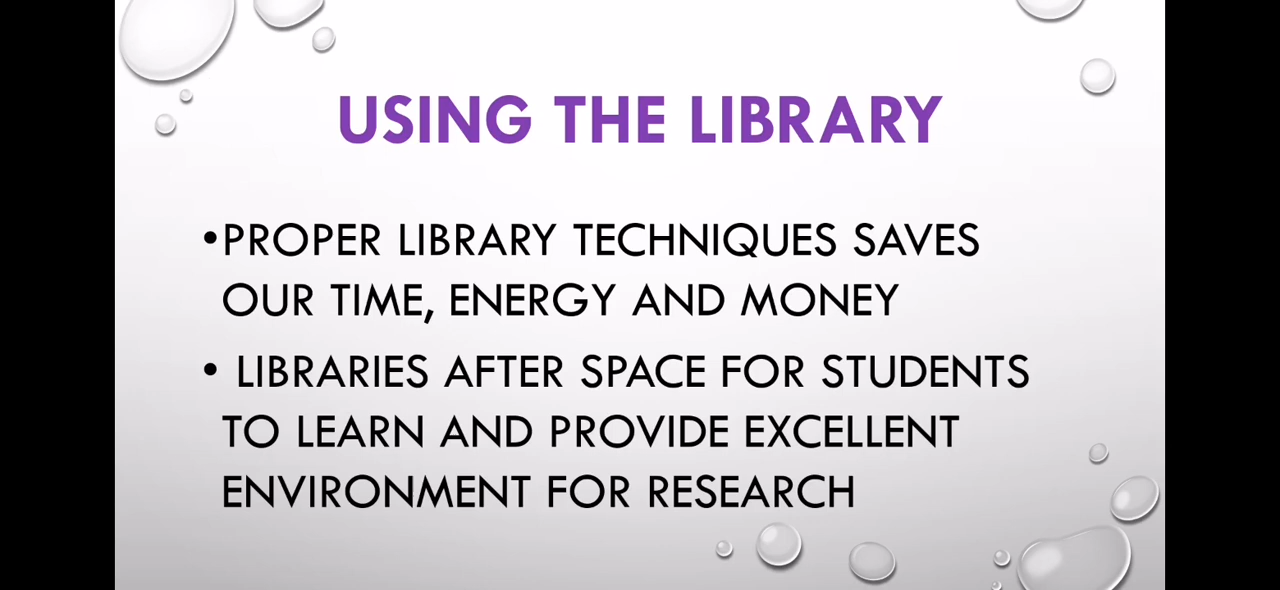 USING THE LIBRARY
•PROPER LIBRARY TECHNIQUES SAVES
OUR TIME, ENERGY AND MONEY
• LIBRARIES AFTER SPACE FOR STUDENTS
TO LEARN AND PROVIDE EXCELLENT
ENVIRONMENT FOR RESEARCH